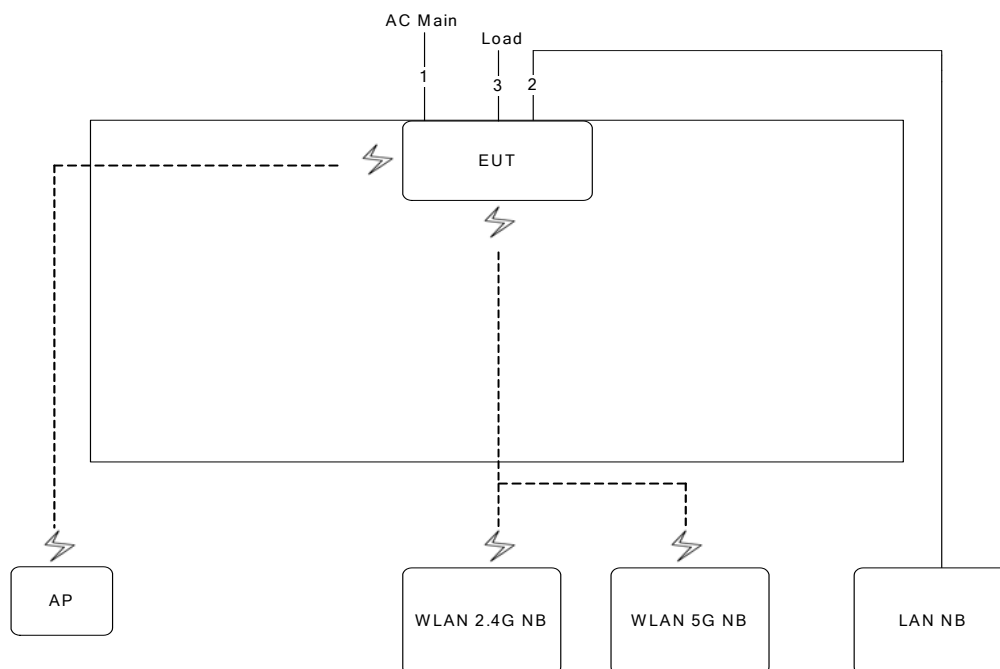 AC Main
Load
1
3
2
EUT
AP
WLAN 2.4G NB
WLAN 5G NB
LAN NB